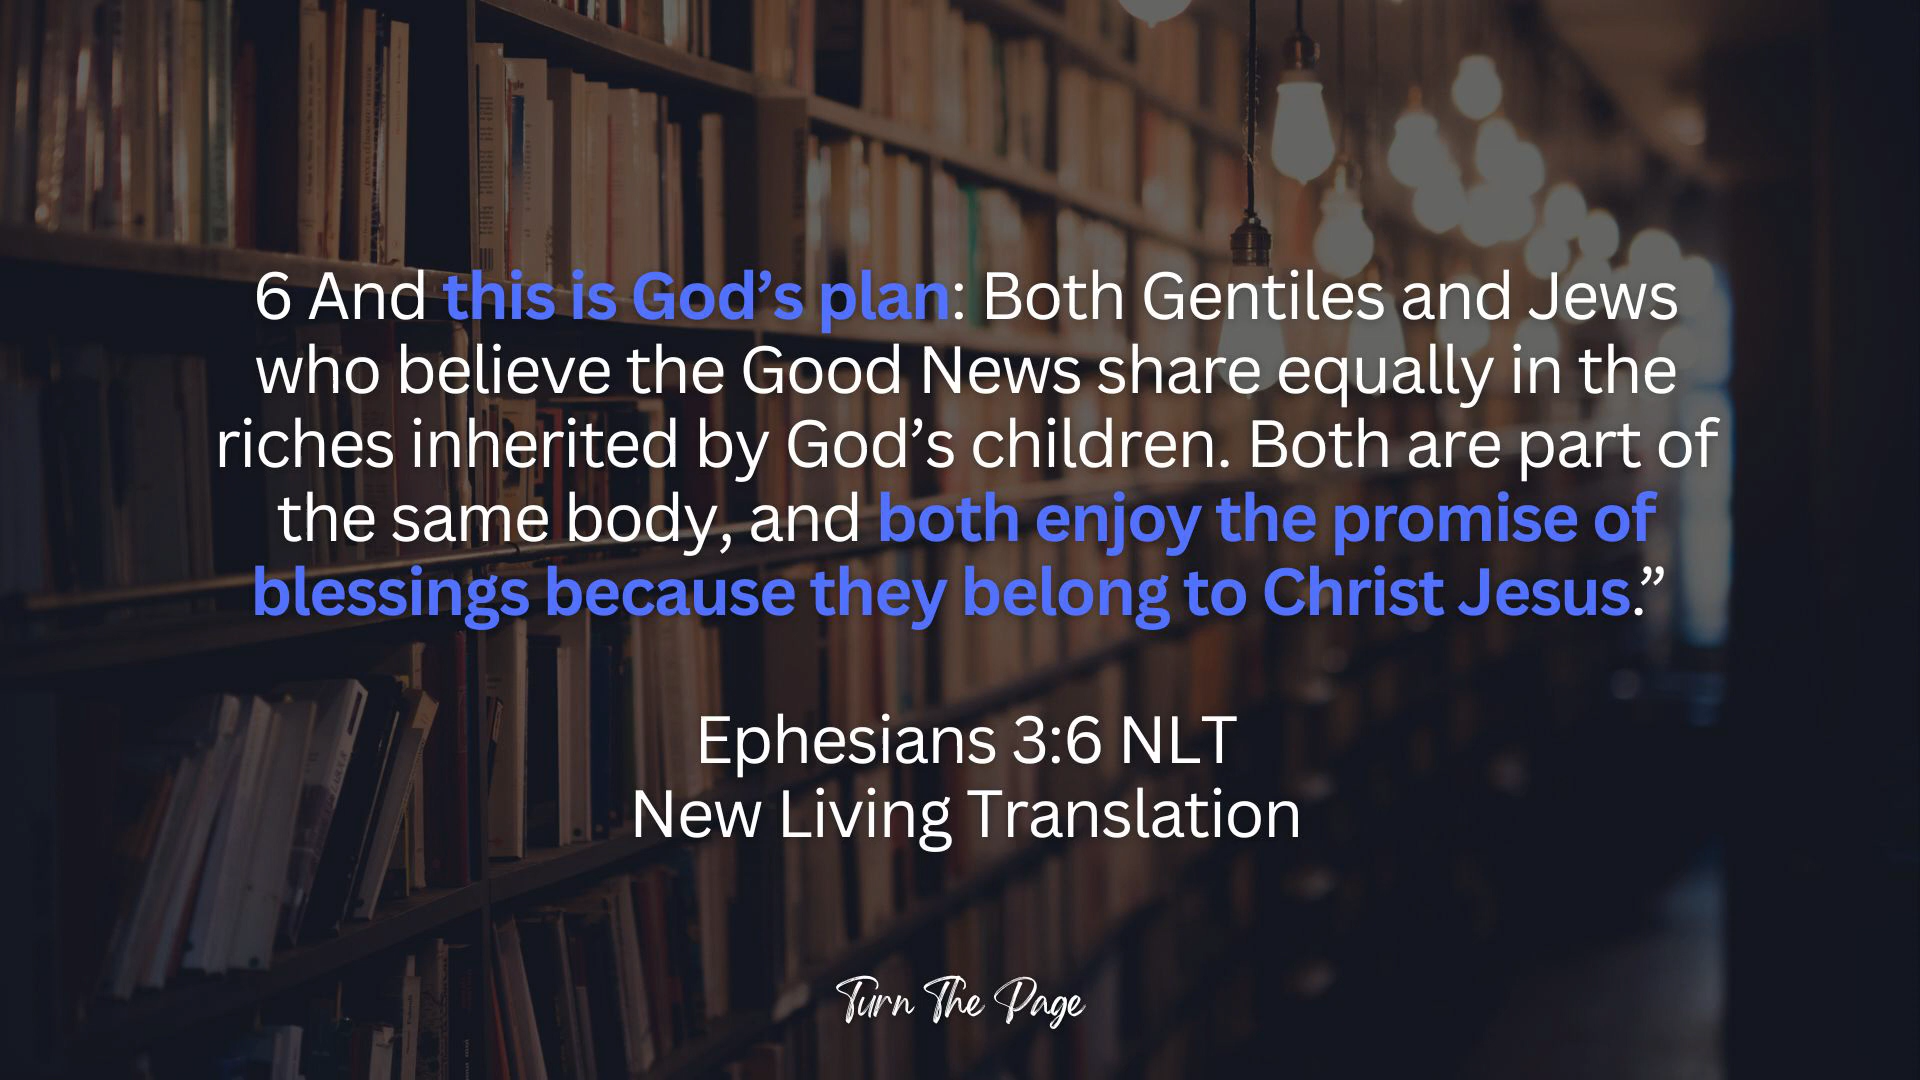 6 And this is God’s plan: Both Gentiles and Jews
who believe the Good News share equally in the
riches inherited by God’s children. Both are part of
the same body, and both enjoy the promise of
blessings because they belong to Christ Jesus.”
Ephesians 3:6 NLT
New Living Translation
Turn The Page